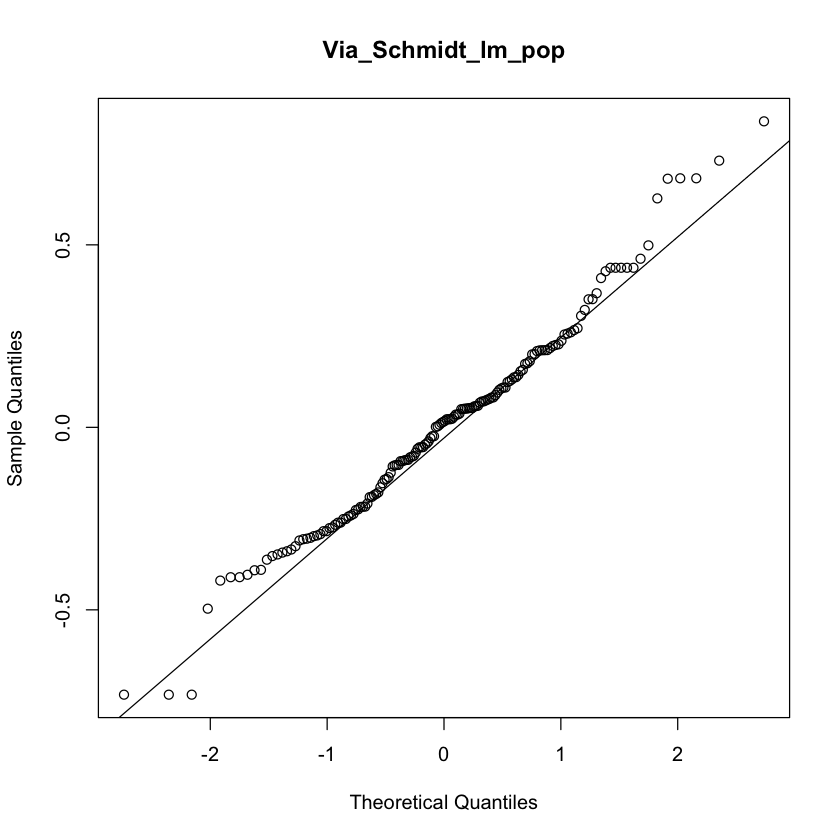 Via_Schmidt_lm_pop
Sample Quantiles
0.5
0.0
-0.5
-2
-1
0
1
2
Theoretical Quantiles